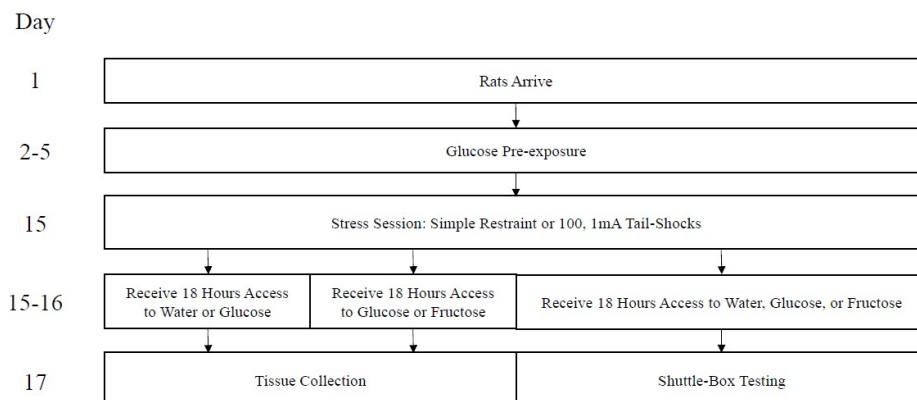 Day
1
Rats Arrive
2-5
Glucose Pre-exposure
15
Stress Session: Simple Restraint or 100, 1mA Tail-Shocks
15-16
Receive 18 Hours Access
to Water or Glucose
Receive 18 Hours Access
to Glucose or Fructose
Receive 18 Hours Access to Water, Glucose, or Fructose
17
Tissue Collection
Shuttle-Box Testing